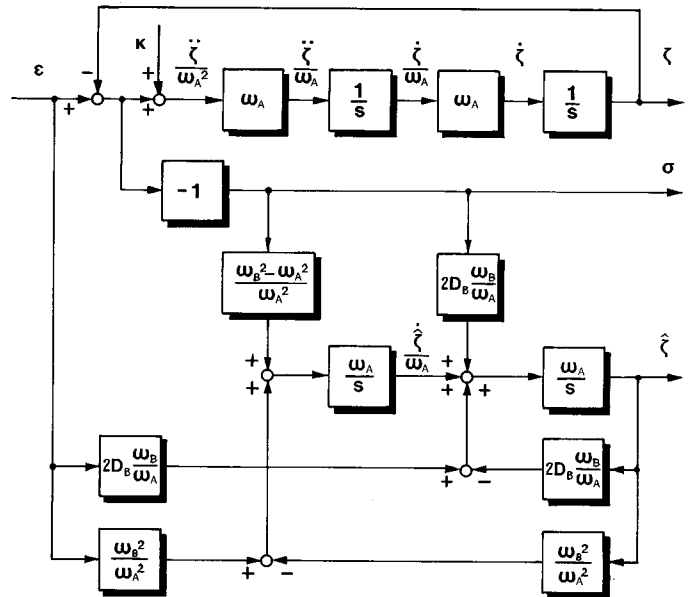 κ
ε
ζ̈/ω_A²
ζ̈/ω_A
ζ̇/ω_A
ζ̇
ζ
−
+
+
+
ω_A
1/s
ω_A
1/s
−1
σ
(ω_B² − ω_A²)/ω_A²
2D_B ω_B/ω_A
+
+
ω_A/s
ζ̂̇/ω_A
+
+
+
ω_A/s
ζ̂
2D_B ω_B/ω_A
+
−
2D_B ω_B/ω_A
ω_B²/ω_A²
+
−
ω_B²/ω_A²